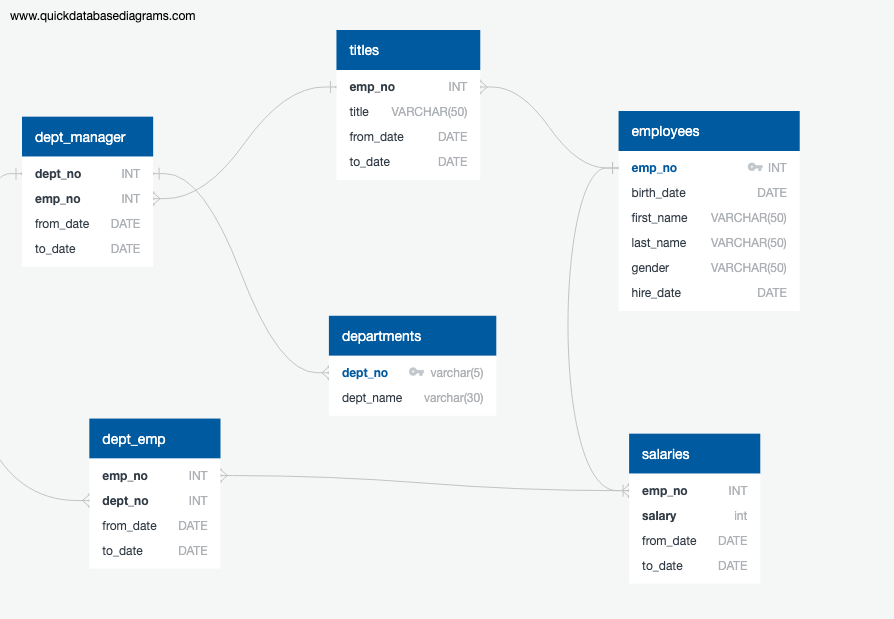 www.quickdatabasediagrams.com
titles
emp_no INT
title VARCHAR(50)
from_date DATE
to_date DATE
dept_manager
dept_no INT
emp_no INT
from_date DATE
to_date DATE
employees
emp_no INT
birth_date DATE
first_name VARCHAR(50)
last_name VARCHAR(50)
gender VARCHAR(50)
hire_date DATE
departments
dept_no varchar(5)
dept_name varchar(30)
dept_emp
emp_no INT
dept_no INT
from_date DATE
to_date DATE
salaries
emp_no INT
salary int
from_date DATE
to_date DATE